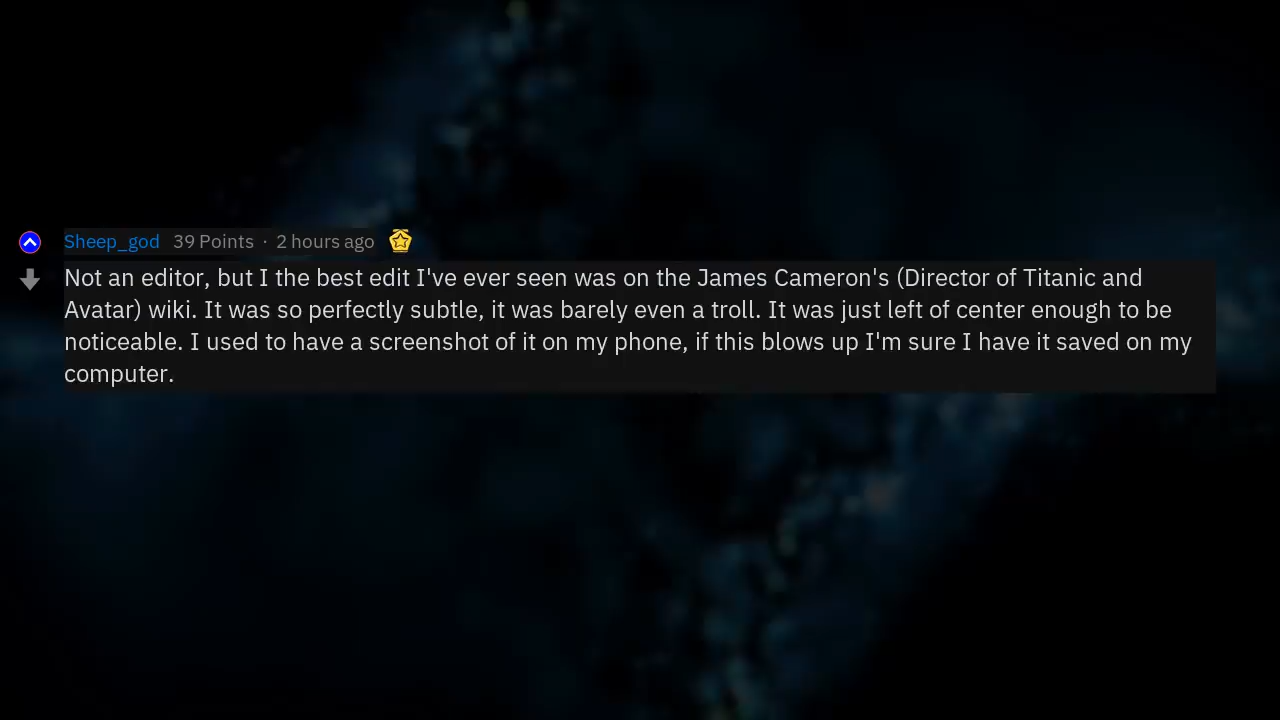 Sheep_god 39 Points · 2 hours ago
Not an editor, but I the best edit I've ever seen was on the James Cameron's (Director of Titanic and
Avatar) wiki. It was so perfectly subtle, it was barely even a troll. It was just left of center enough to be
noticeable. I used to have a screenshot of it on my phone, if this blows up I'm sure I have it saved on my
computer.